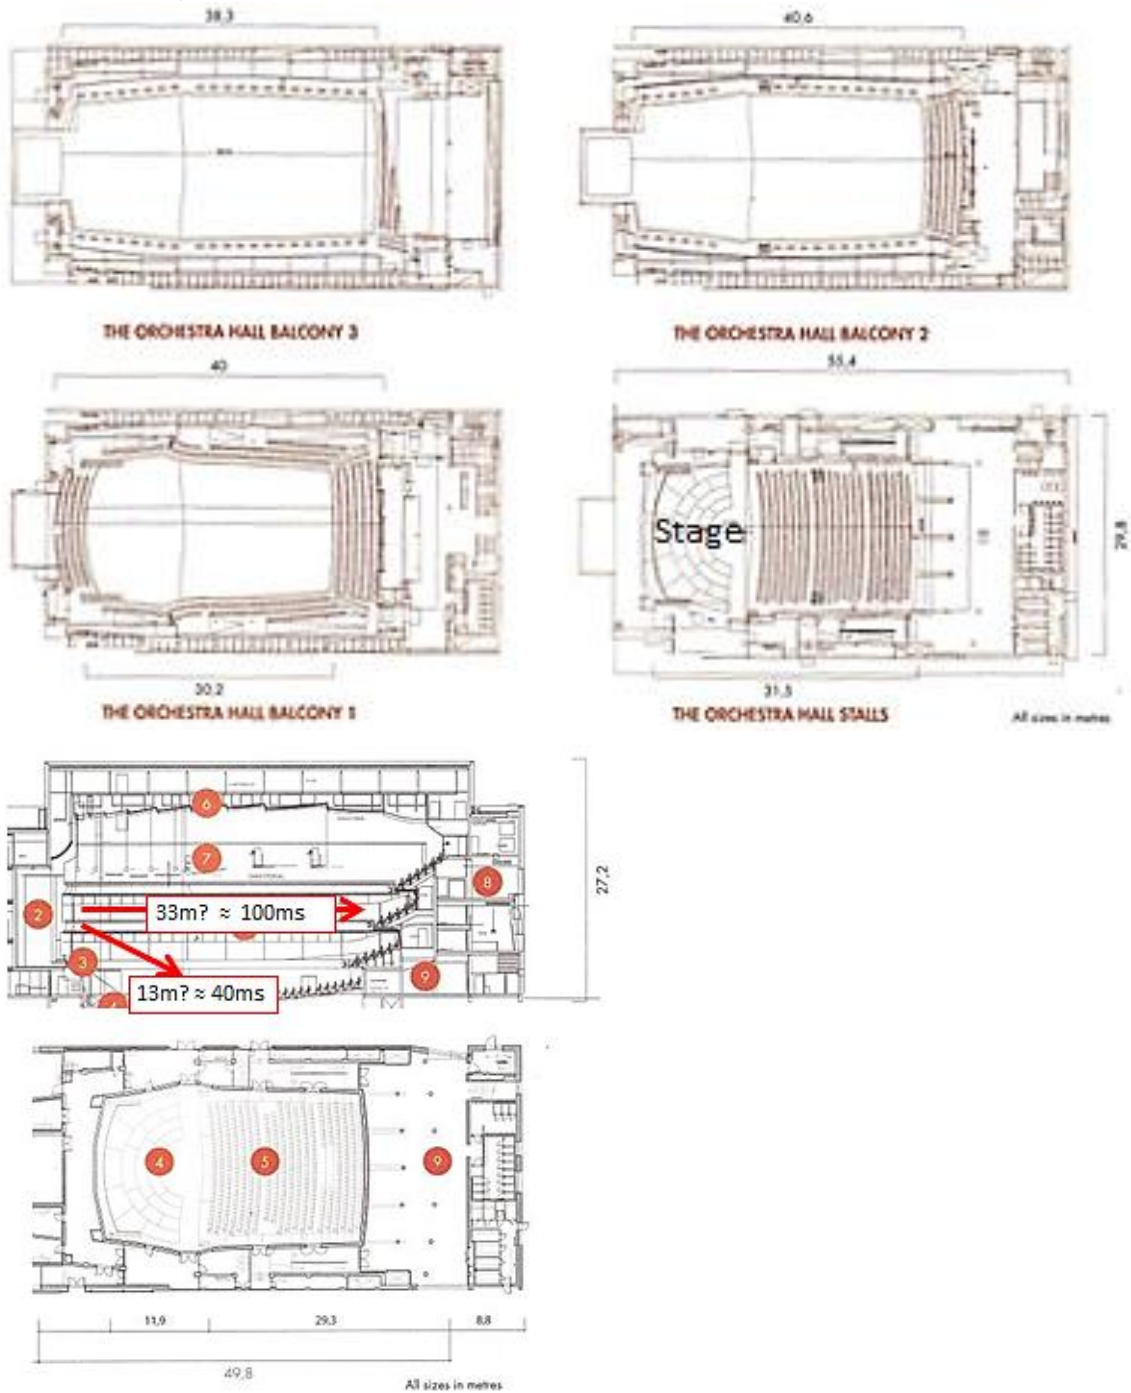 38,3
40,6
THE ORCHESTRA HALL BALCONY 3
THE ORCHESTRA HALL BALCONY 2
40
55,4
Stage
18
29,8
30,2
31,5
THE ORCHESTRA HALL BALCONY 1
THE ORCHESTRA HALL STALLS
All sizes in metres
6
7
8
27,2
2
33m? ≈ 100ms
3
9
13m? ≈ 40ms
4
5
9
11,9
29,3
8,8
49,8
All sizes in metres